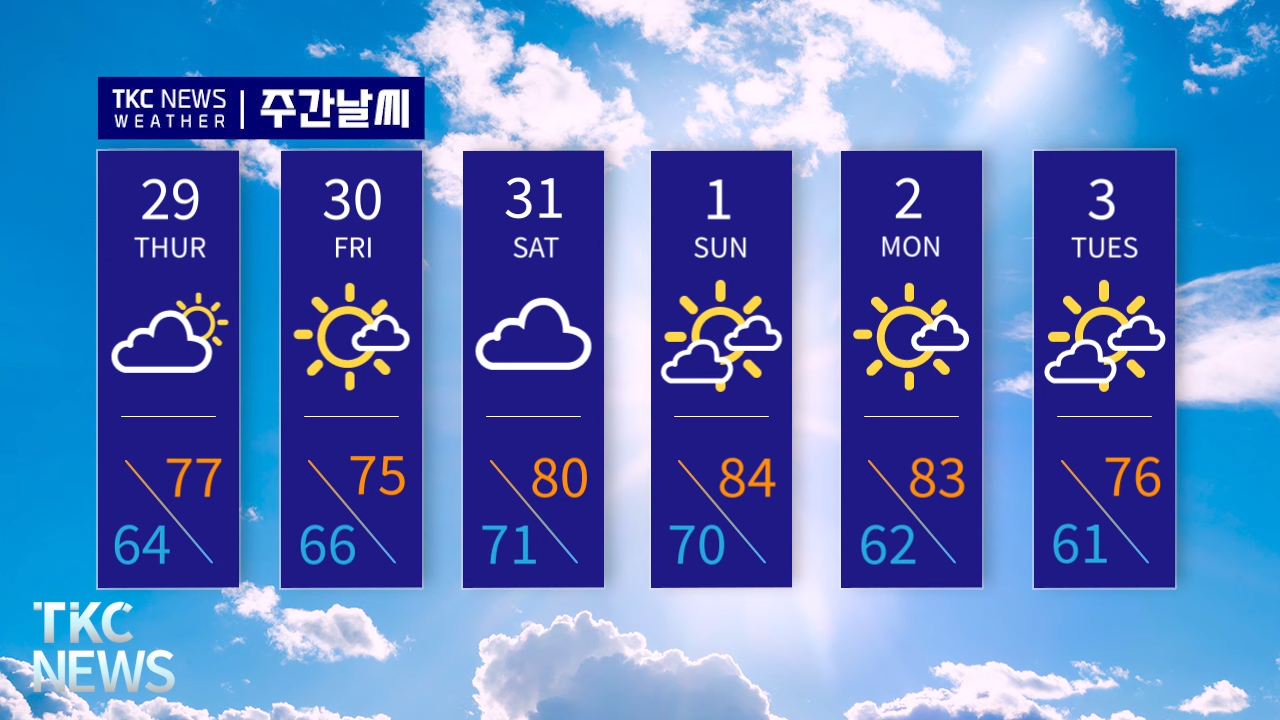 TKC NEWS
WEATHER
주간날씨
29
THUR
77
64
30
FRI
75
66
31
SAT
80
71
1
SUN
84
70
2
MON
83
62
3
TUES
76
61
TKC
NEWS